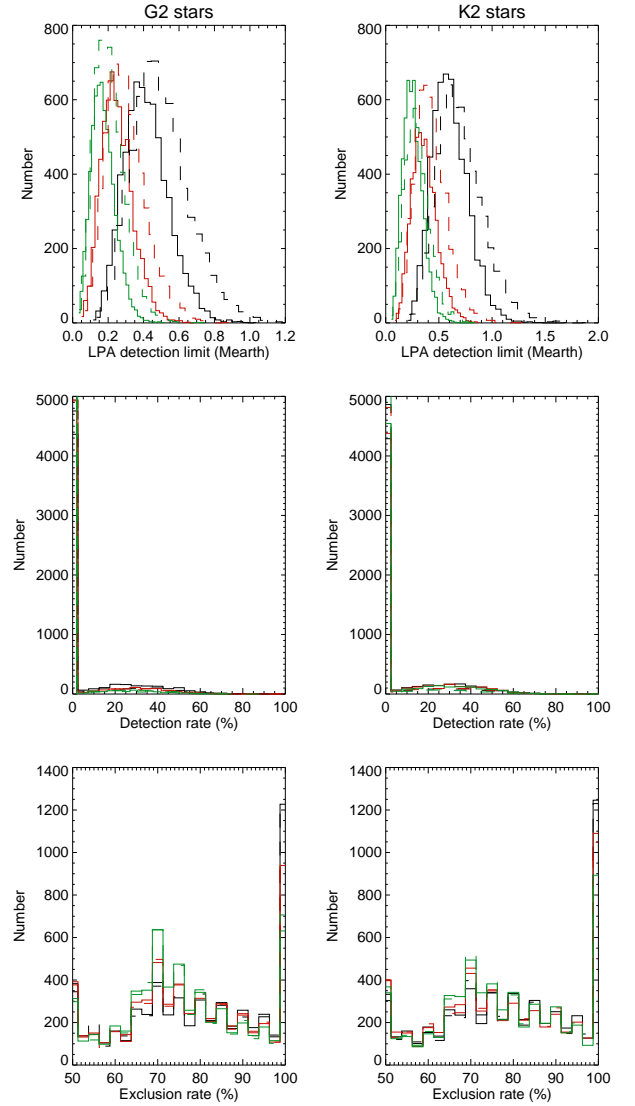 G2 stars
K2 stars
800
600
400
200
0
Number
0.0 0.2 0.4 0.6 0.8 1.0 1.2
LPA detection limit (Mearth)
800
600
400
200
0
Number
0.0 0.5 1.0 1.5 2.0
LPA detection limit (Mearth)
5000
4000
3000
2000
1000
0
Number
0 20 40 60 80 100
Detection rate (%)
5000
4000
3000
2000
1000
0
Number
0 20 40 60 80 100
Detection rate (%)
1400
1200
1000
800
600
400
200
0
Number
50 60 70 80 90 100
Exclusion rate (%)
1400
1200
1000
800
600
400
200
0
Number
50 60 70 80 90 100
Exclusion rate (%)